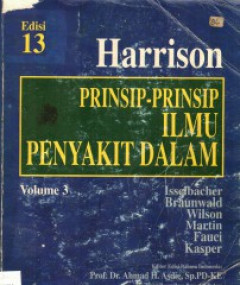 Edisi
13
Harrison
PRINSIP-PRINSIP
ILMU
PENYAKIT DALAM
Volume 3
Isselbacher
Braunwald
Wilson
Martin
Fauci
Kasper
Prof. Dr. Ahmad H. Asdie, Sp.PD-KE